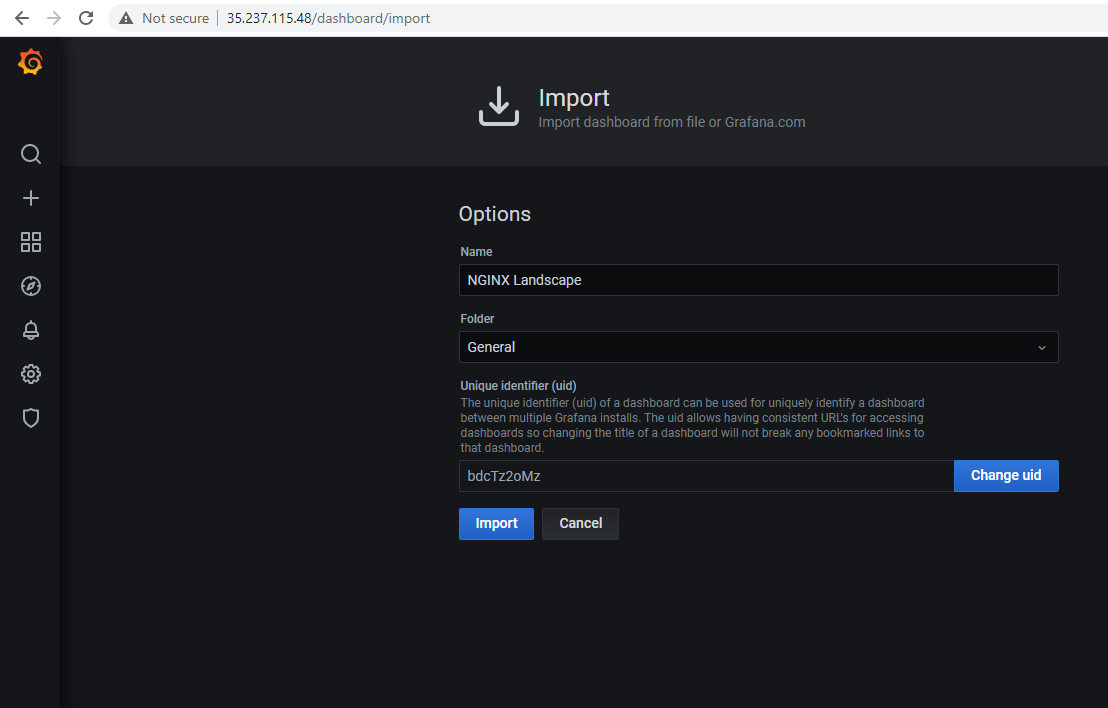 Not secure
35.237.115.48/dashboard/import
Import
Import dashboard from file or Grafana.com
Options
Name
NGINX Landscape
Folder
General
Unique identifier (uid)
The unique identifier (uid) of a dashboard can be used for uniquely identify a dashboard
between multiple Grafana installs. The uid allows having consistent URL's for accessing
dashboards so changing the title of a dashboard will not break any bookmarked links to
that dashboard.
bdcTz2oMz
Change uid
Import
Cancel